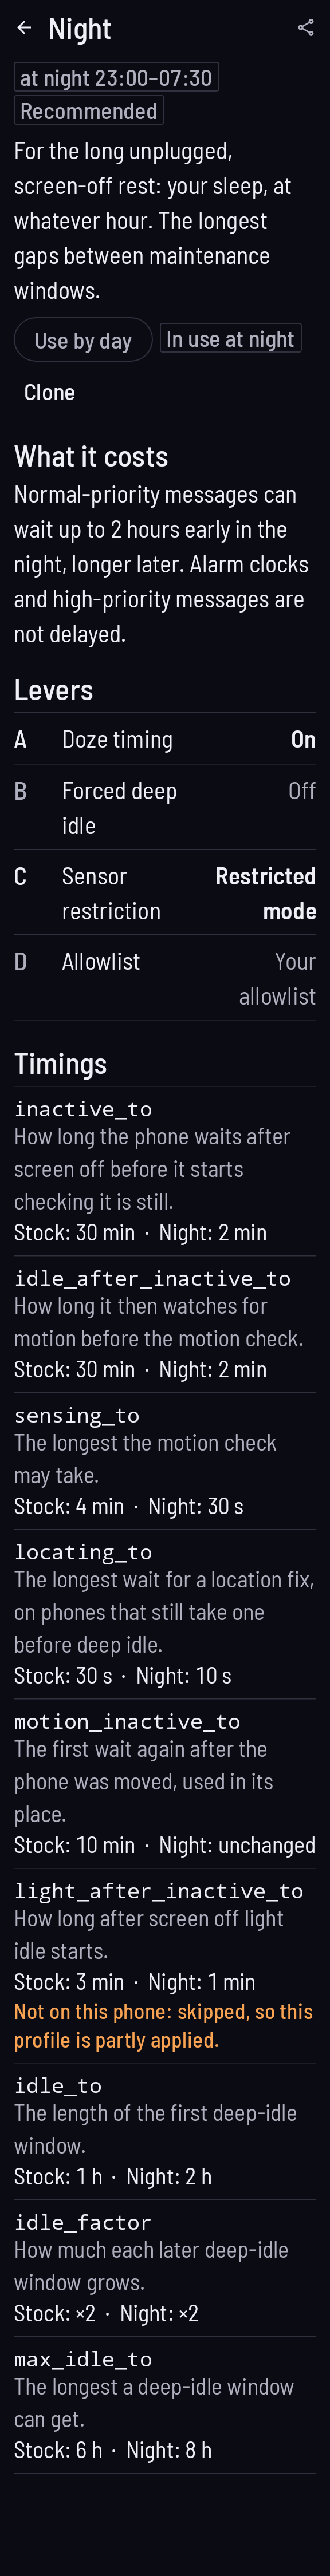 Night
at night 23:00–07:30
Recommended
For the long unplugged,
screen-off rest: your sleep, at
whatever hour. The longest
gaps between maintenance
windows.
Use by day
In use at night
Clone
What it costs
Normal-priority messages can
wait up to 2 hours early in the
night, longer later. Alarm clocks
and high-priority messages are
not delayed.
Levers
A Doze timing On
B Forced deep Off
idle
C Sensor Restricted
restriction mode
D Allowlist Your
allowlist
Timings
inactive_to
How long the phone waits after
screen off before it starts
checking it is still.
Stock: 30 min · Night: 2 min
idle_after_inactive_to
How long it then watches for
motion before the motion check.
Stock: 30 min · Night: 2 min
sensing_to
The longest the motion check
may take.
Stock: 4 min · Night: 30 s
locating_to
The longest wait for a location fix,
on phones that still take one
before deep idle.
Stock: 30 s · Night: 10 s
motion_inactive_to
The first wait again after the
phone was moved, used in its
place.
Stock: 10 min · Night: unchanged
light_after_inactive_to
How long after screen off light
idle starts.
Stock: 3 min · Night: 1 min
Not on this phone: skipped, so this
profile is partly applied.
idle_to
The length of the first deep-idle
window.
Stock: 1 h · Night: 2 h
idle_factor
How much each later deep-idle
window grows.
Stock: ×2 · Night: ×2
max_idle_to
The longest a deep-idle window
can get.
Stock: 6 h · Night: 8 h